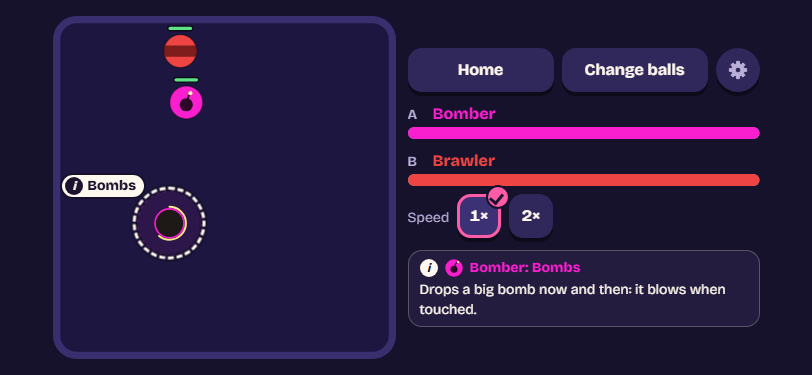 Home
Change balls
A Bomber
B Brawler
i Bombs
Speed 1× 2×
i Bomber: Bombs
Drops a big bomb now and then: it blows when
touched.